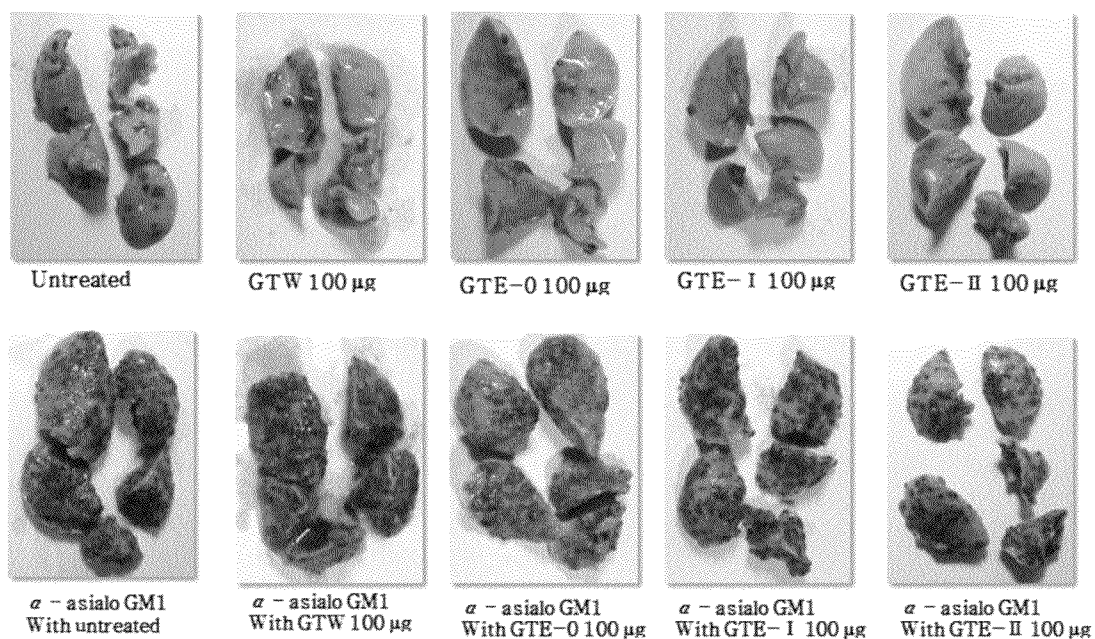 Untreated
GTW 100 μg
GTE-0 100 μg
GTE-Ⅰ 100 μg
GTE-Ⅱ 100 μg
α - asialo GM1
With untreated
α - asialo GM1
With GTW 100 μg
α - asialo GM1
With GTE-0 100 μg
α - asialo GM1
With GTE-Ⅰ 100 μg
α - asialo GM1
With GTE-Ⅱ 100 μg